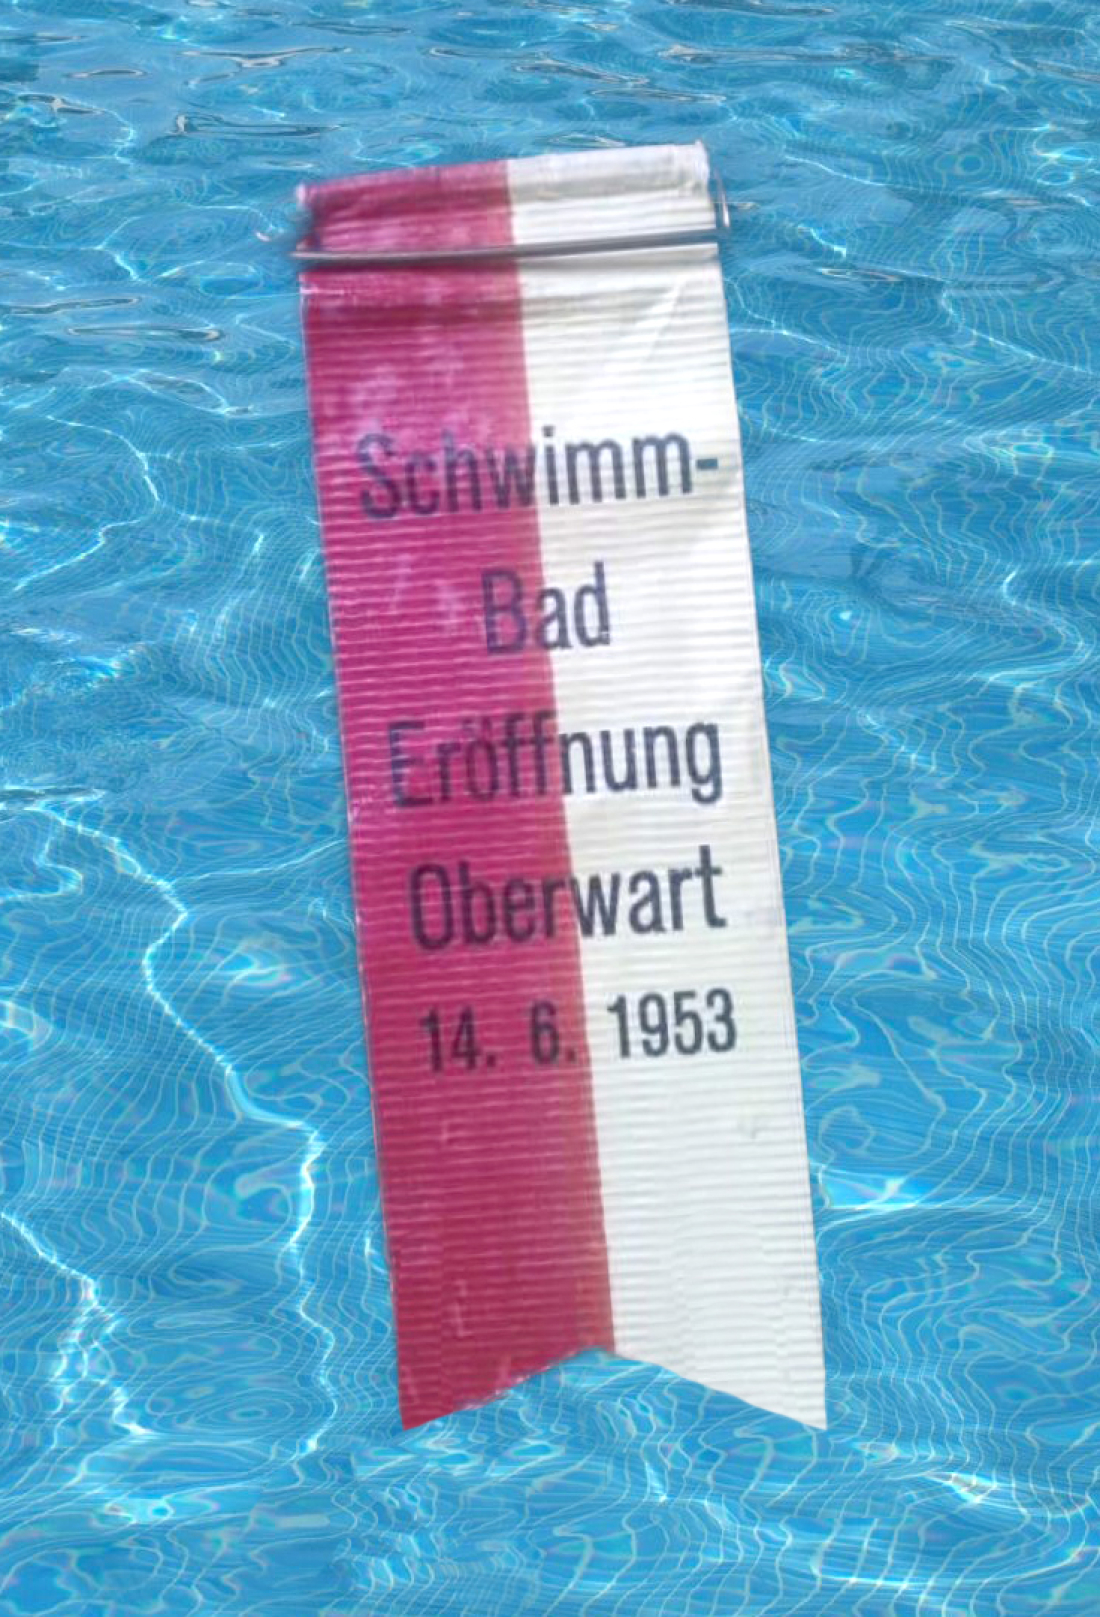 Schwimm-
Bad
Eröffnung
Oberwart
14. 6. 1953